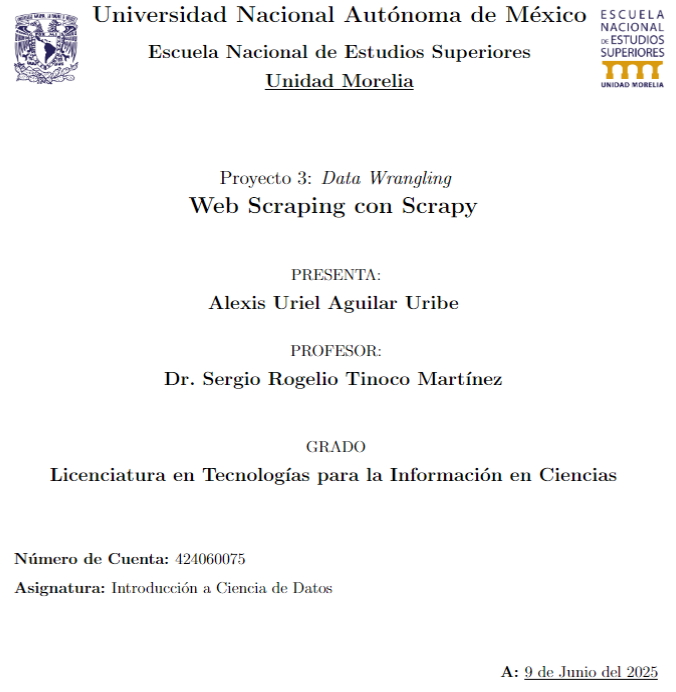 Universidad Nacional Autónoma de México
Escuela Nacional de Estudios Superiores
Unidad Morelia
ESCUELA
NACIONAL
DE ESTUDIOS
SUPERIORES
UNIDAD MORELIA
Proyecto 3: Data Wrangling
Web Scraping con Scrapy
PRESENTA:
Alexis Uriel Aguilar Uribe
PROFESOR:
Dr. Sergio Rogelio Tinoco Martínez
GRADO
Licenciatura en Tecnologías para la Información en Ciencias
Número de Cuenta: 424060075
Asignatura: Introducción a Ciencia de Datos
A: 9 de Junio del 2025